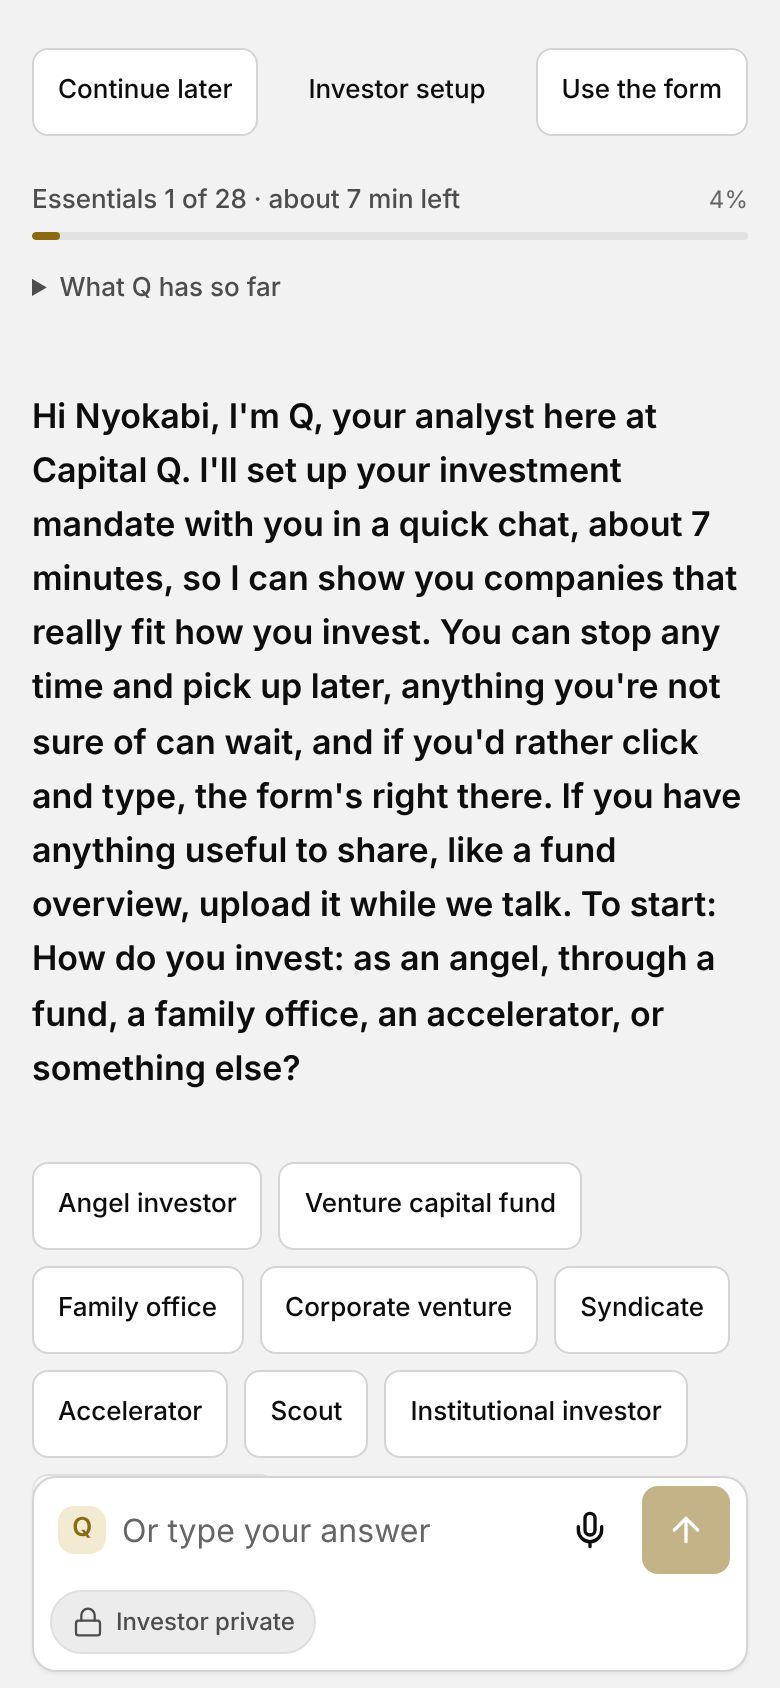 Continue later
Investor setup
Use the form
Essentials 1 of 28 · about 7 min left
4%
What Q has so far
Hi Nyokabi, I'm Q, your analyst here at
Capital Q. I'll set up your investment
mandate with you in a quick chat, about 7
minutes, so I can show you companies that
really fit how you invest. You can stop any
time and pick up later, anything you're not
sure of can wait, and if you'd rather click
and type, the form's right there. If you have
anything useful to share, like a fund
overview, upload it while we talk. To start:
How do you invest: as an angel, through a
fund, a family office, an accelerator, or
something else?
Angel investor
Venture capital fund
Family office
Corporate venture
Syndicate
Accelerator
Scout
Institutional investor
Q
Or type your answer
Investor private